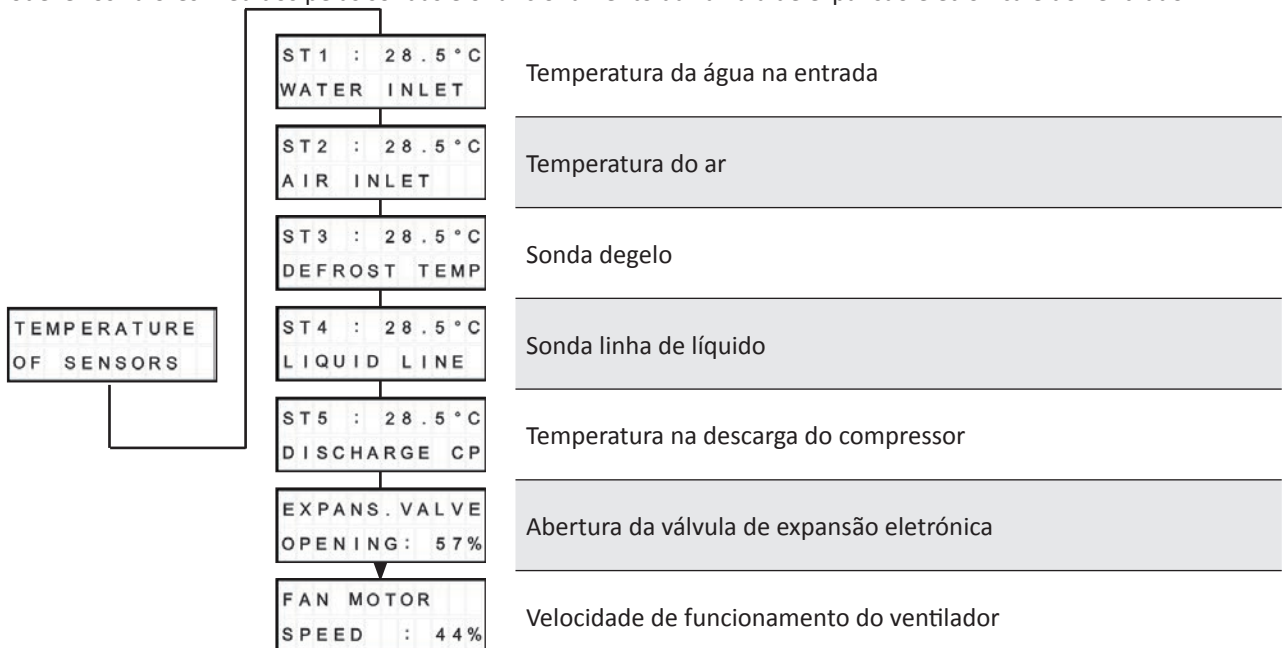 ST1 : 28.5°C
WATER INLET
Temperatura da água na entrada
ST2 : 28.5°C
AIR INLET
Temperatura do ar
ST3 : 28.5°C
DEFROST TEMP
Sonda degelo
TEMPERATURE
OF SENSORS
ST4 : 28.5°C
LIQUID LINE
Sonda linha de líquido
ST5 : 28.5°C
DISCHARGE CP
Temperatura na descarga do compressor
EXPANS.VALVE
OPENING: 57%
Abertura da válvula de expansão eletrónica
FAN MOTOR
SPEED : 44%
Velocidade de funcionamento do ventilador